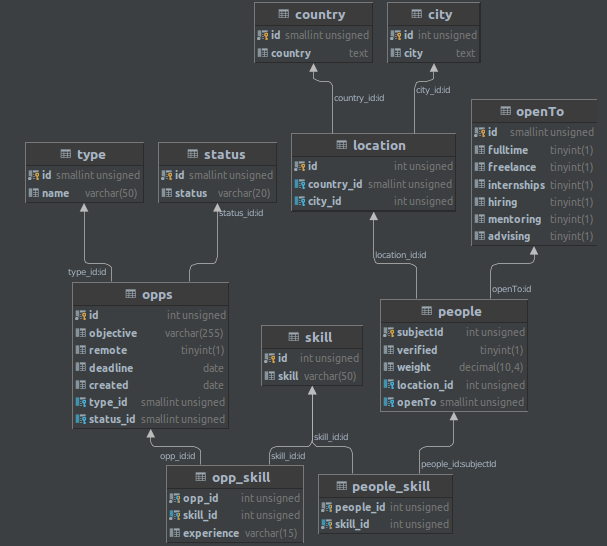 country
id smallint unsigned
country text
city
id int unsigned
city text
country_id:id
city_id:id
openTo
id smallint unsigned
fulltime tinyint(1)
freelance tinyint(1)
internships tinyint(1)
hiring tinyint(1)
mentoring tinyint(1)
advising tinyint(1)
type
id smallint unsigned
name varchar(50)
status
id smallint unsigned
status varchar(20)
location
id int unsigned
country_id smallint unsigned
city_id int unsigned
status_id:id
type_id:id
location_id:id
openTo:id
opps
id int unsigned
objective varchar(255)
remote tinyint(1)
deadline date
created date
type_id smallint unsigned
status_id smallint unsigned
skill
id int unsigned
skill varchar(50)
people
subjectId int unsigned
verified tinyint(1)
weight decimal(10,4)
location_id int unsigned
openTo smallint unsigned
opp_id:id
skill_id:id
skill_id:id
people_id:subjectId
opp_skill
opp_id int unsigned
skill_id int unsigned
experience varchar(15)
people_skill
people_id int unsigned
skill_id int unsigned